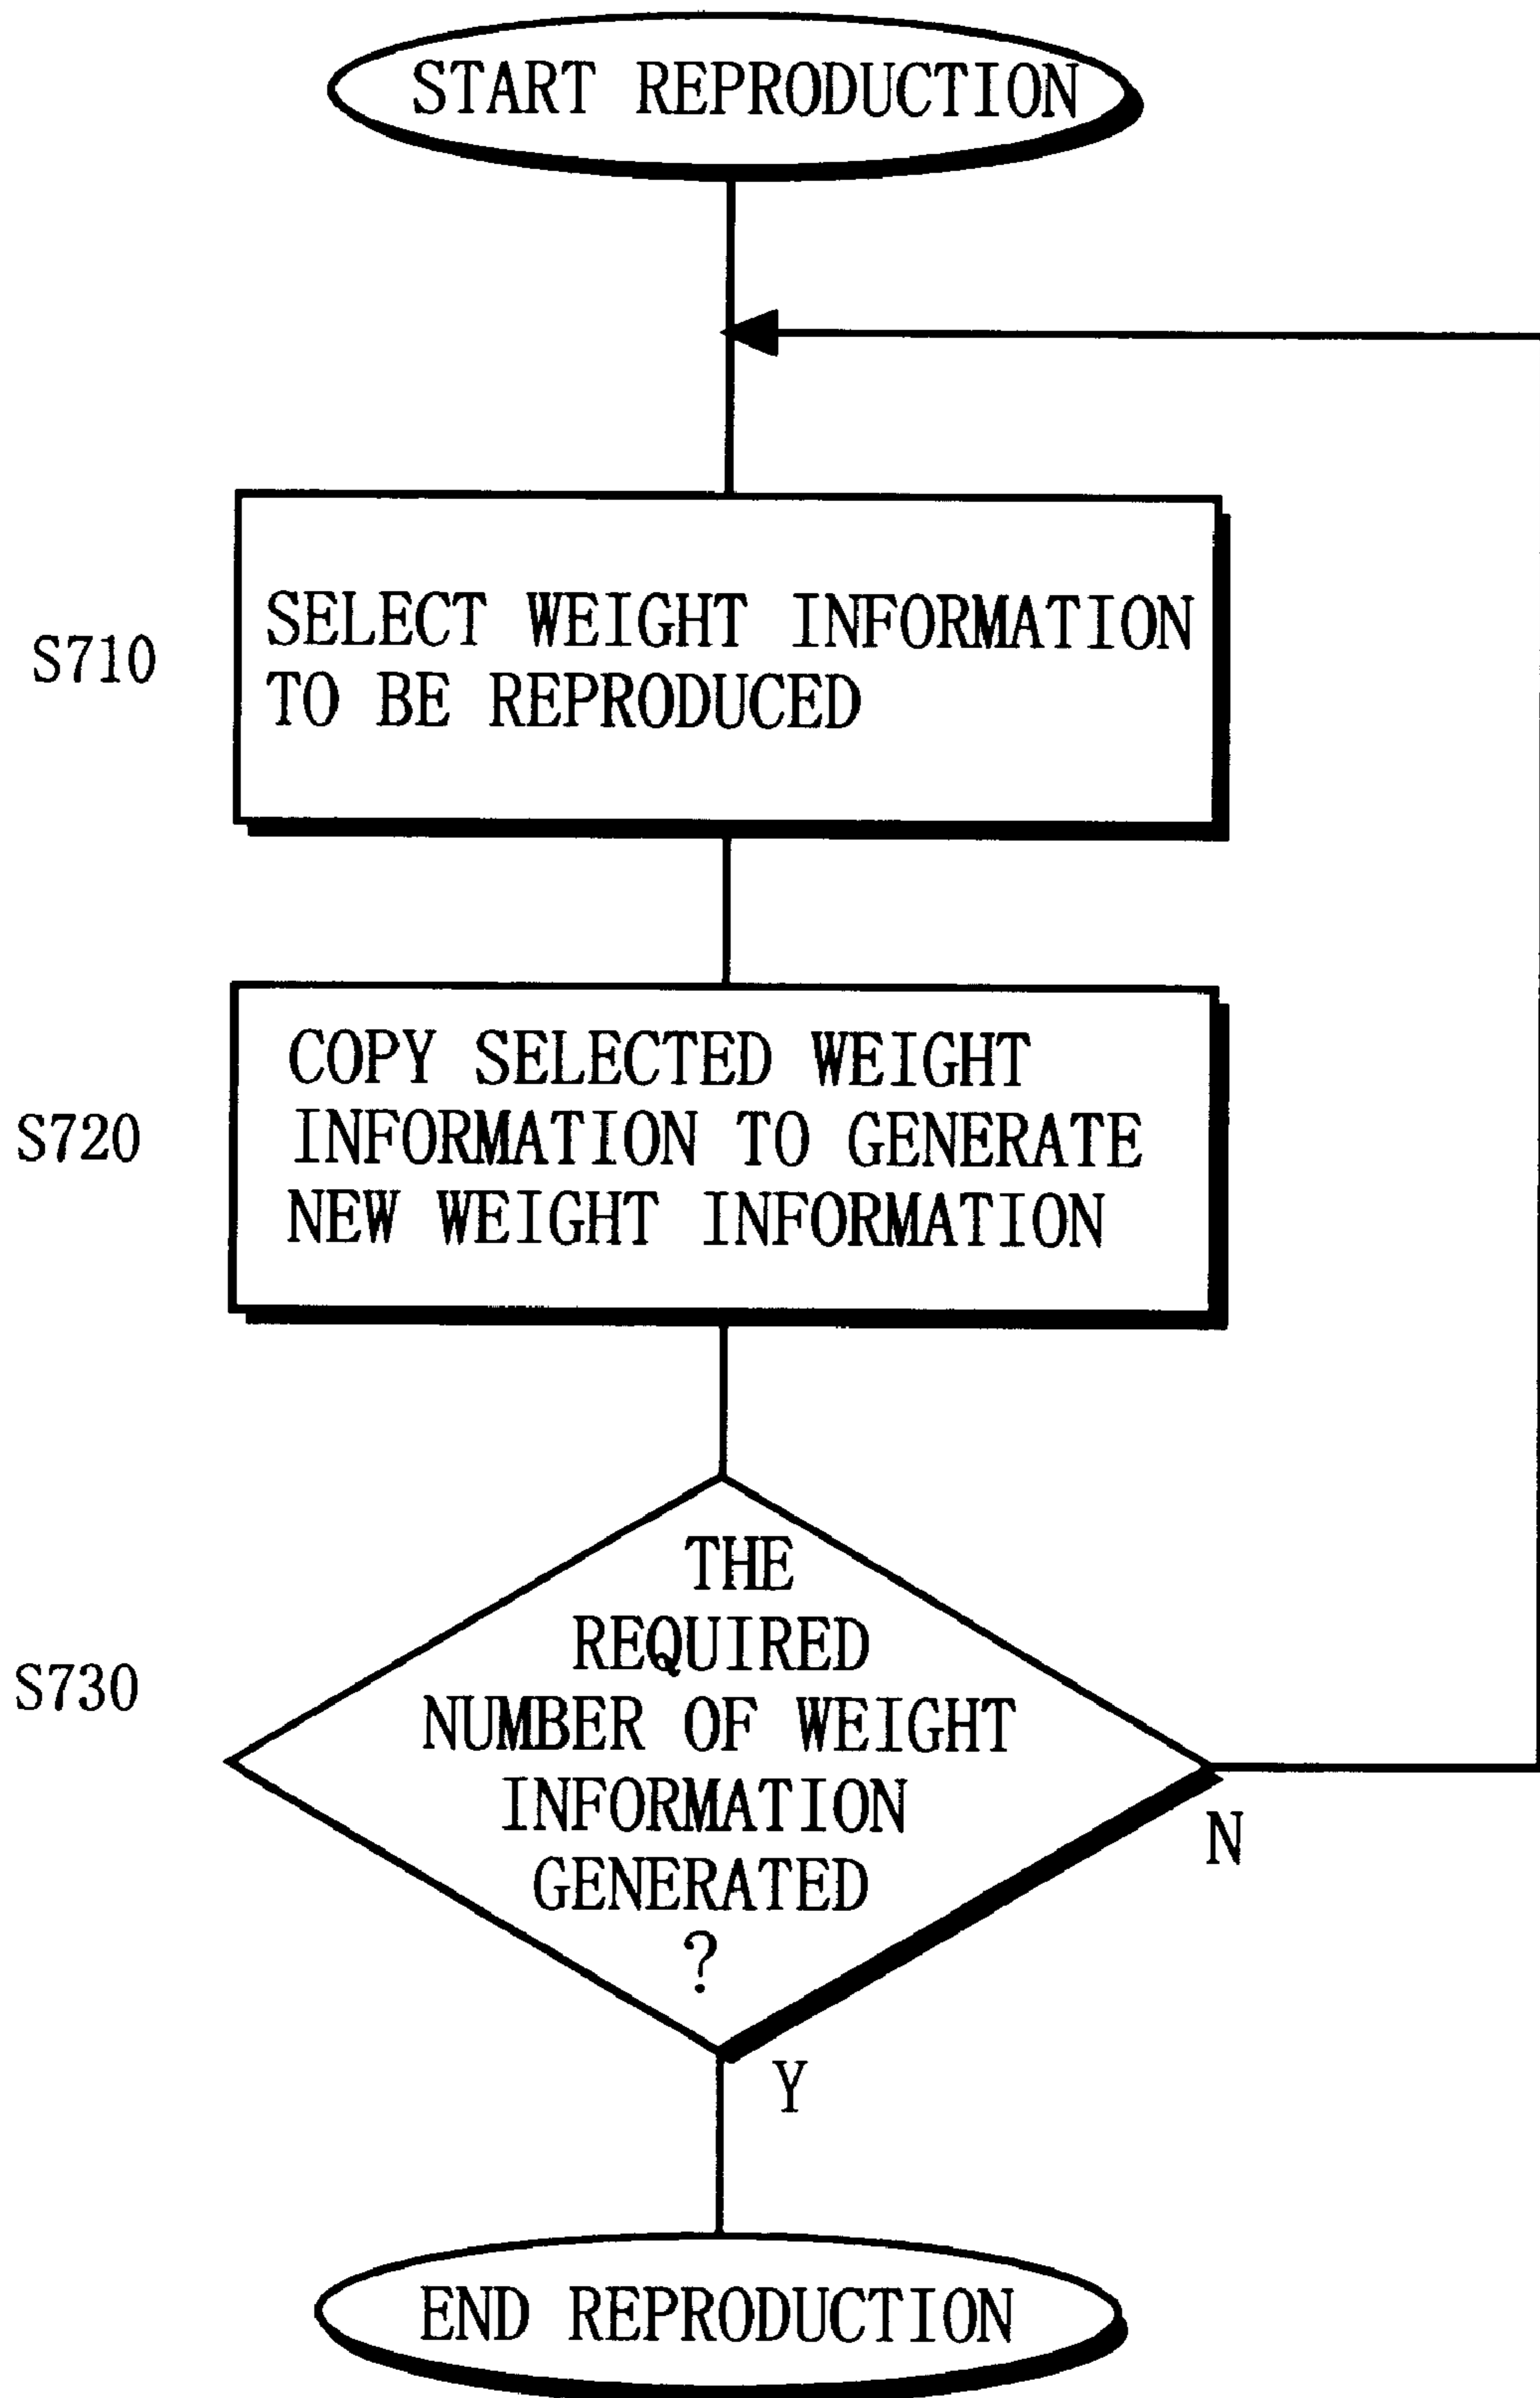 START REPRODUCTION
S710
SELECT WEIGHT INFORMATION
TO BE REPRODUCED
S720
COPY SELECTED WEIGHT
INFORMATION TO GENERATE
NEW WEIGHT INFORMATION
S730
THE
REQUIRED
NUMBER OF WEIGHT
INFORMATION
GENERATED
?
N
Y
END REPRODUCTION